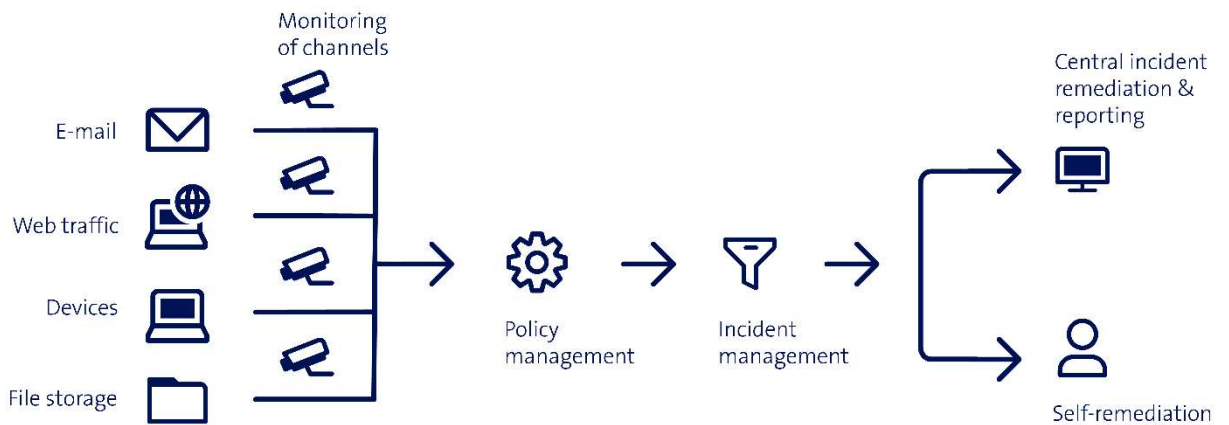 Monitoring
of channels
E-mail
Web traffic
Devices
File storage
Policy
management
Incident
management
Central incident
remediation &
reporting
Self-remediation